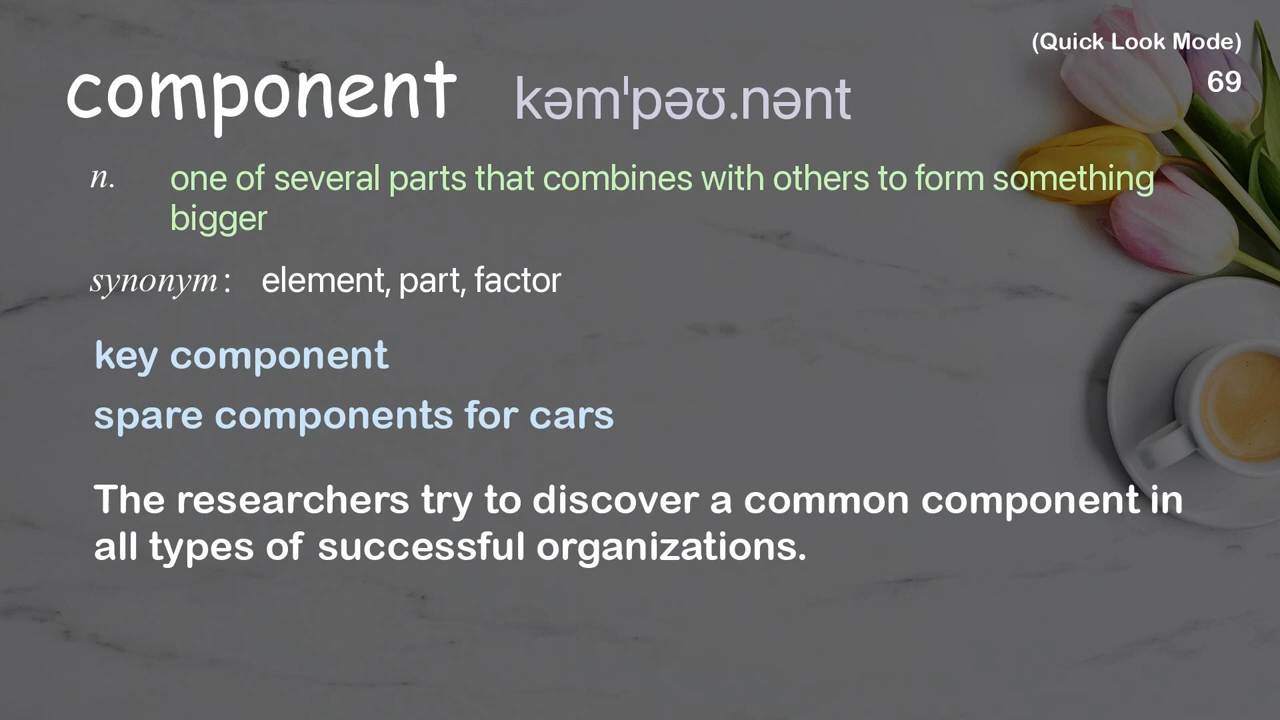 (Quick Look Mode)
component kəmˈpəʊ.nənt
69
n. one of several parts that combines with others to form something
bigger
synonym: element, part, factor
key component
spare components for cars
The researchers try to discover a common component in
all types of successful organizations.